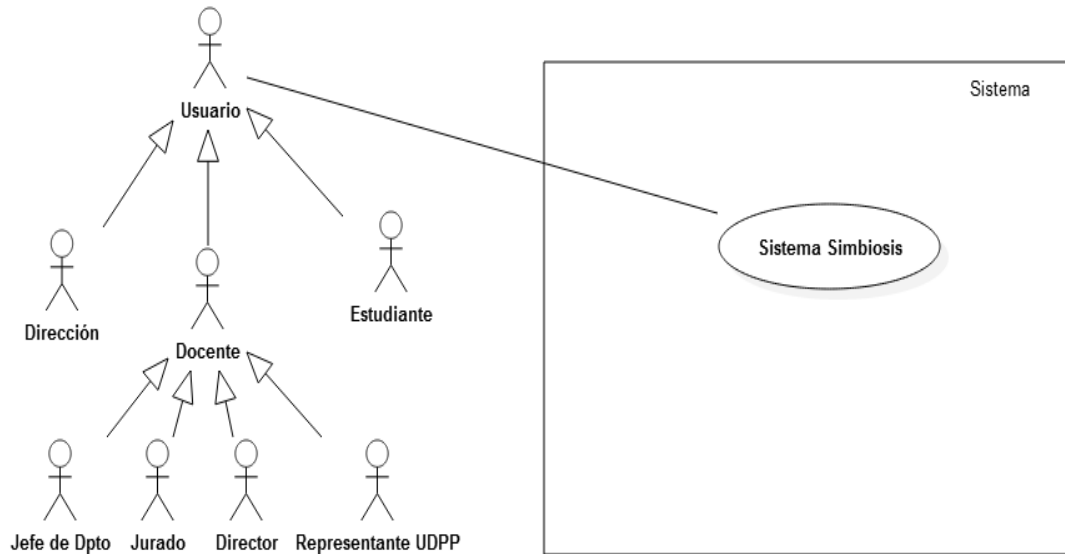 Sistema
Usuario
Sistema Simbiosis
Dirección
Estudiante
Docente
Jefe de Dpto
Jurado
Director
Representante UDPP